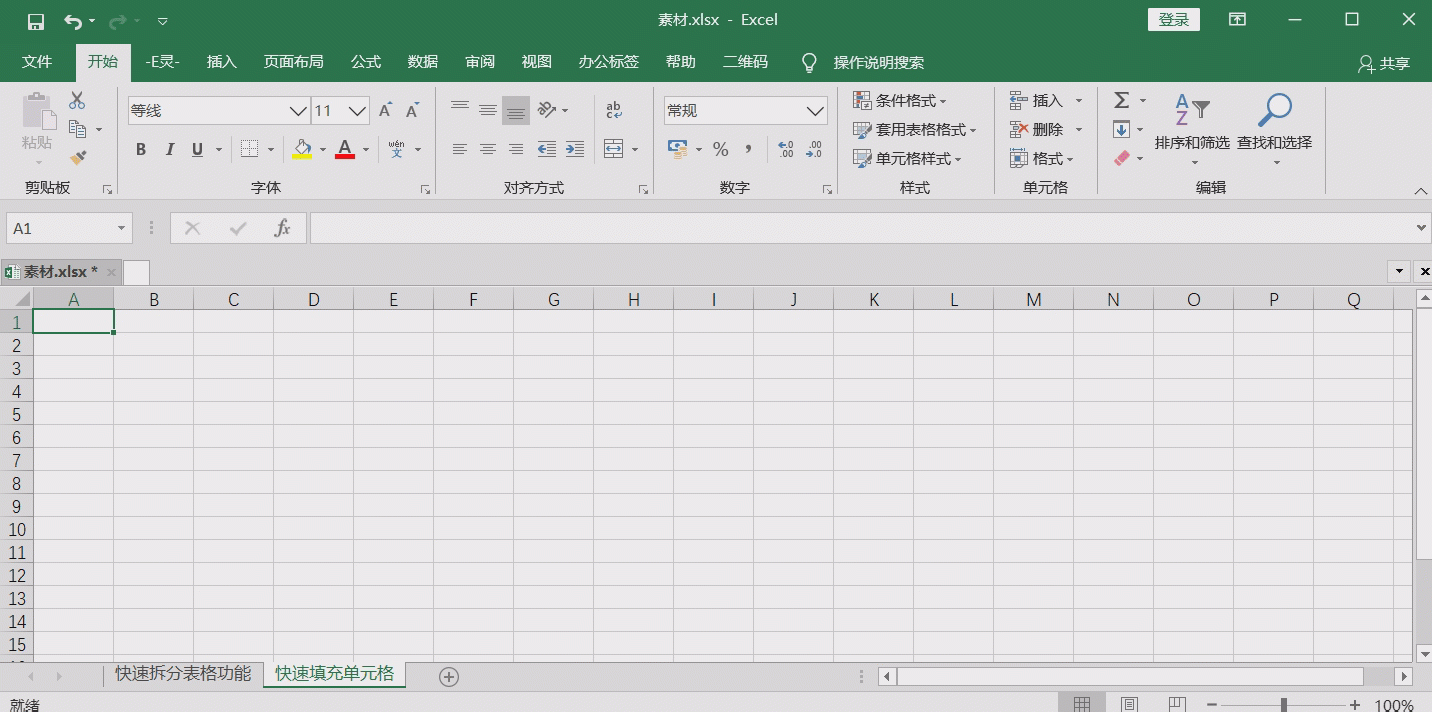 素材.xlsx - Excel
登录
文件 开始 -E灵- 插入 页面布局 公式 数据 审阅 视图 办公标签 帮助 二维码 操作说明搜索 共享
粘贴
剪贴板
等线 11
B I U A wén 文
字体
ab c
对齐方式
常规
% ,
数字
条件格式
套用表格格式
单元格样式
样式
插入
删除
格式
单元格
Σ
A Z
排序和筛选 查找和选择
编辑
A1 fx
素材.xlsx *
A B C D E F G H I J K L M N O P Q
1
2
3
4
5
6
7
8
9
10
11
12
13
14
15
快速拆分表格功能 快速填充单元格
就绪 100%